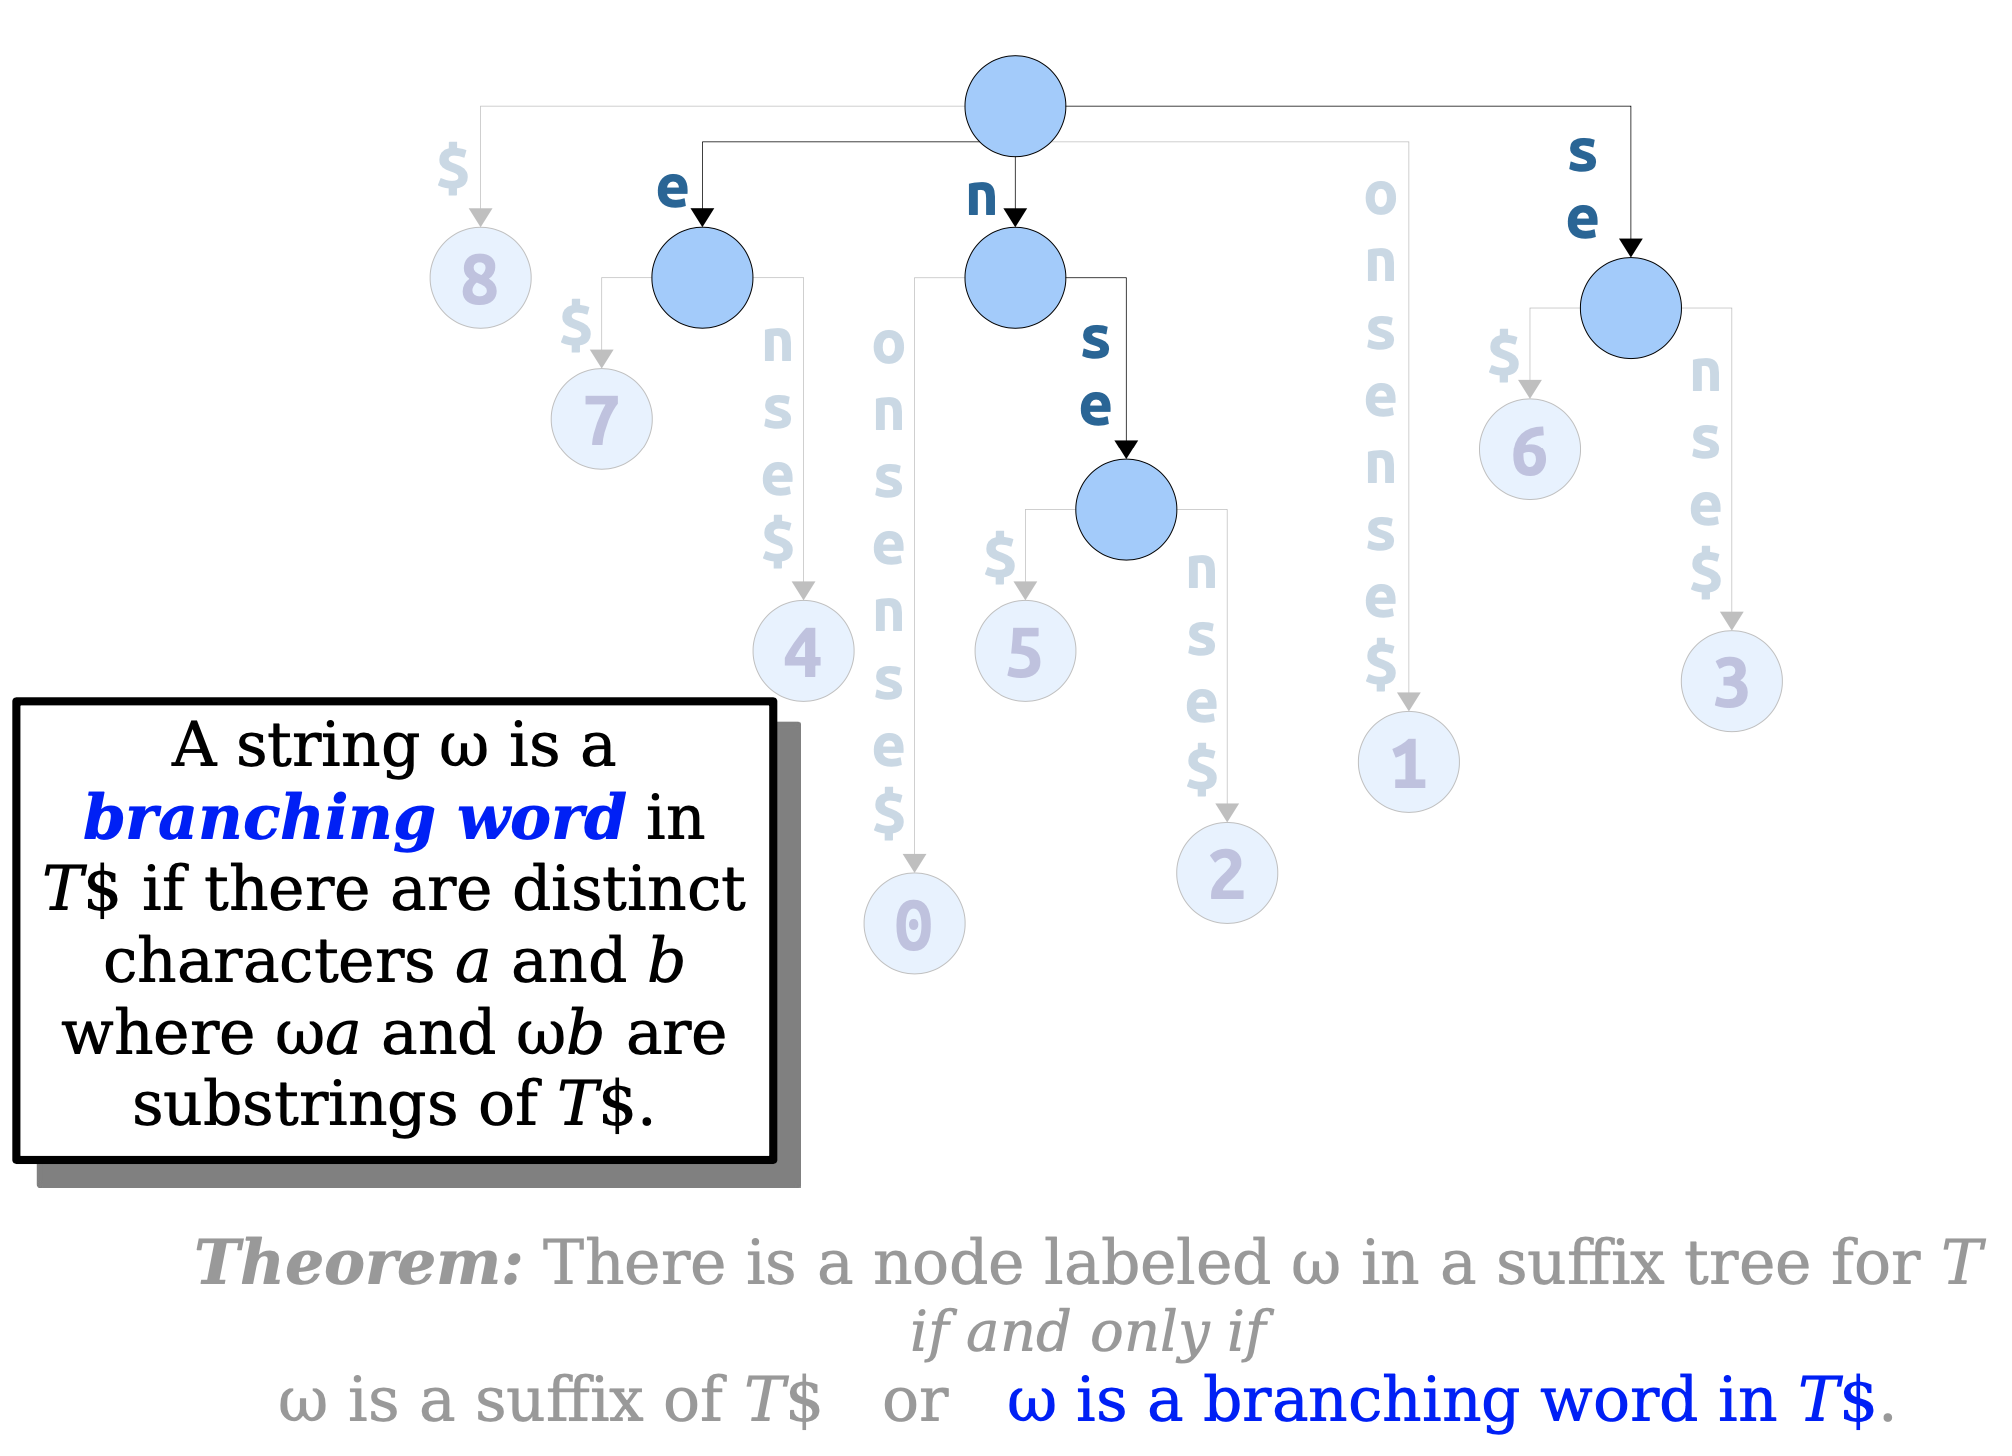 $
e
n
o
n
s
e
n
s
e
$
s
e
8
$
7
n
s
e
$
4
o
n
s
e
n
s
e
$
0
s
e
$
5
n
s
e
$
2
1
$
6
n
s
e
$
3
A string ω is a
branching word in
T$ if there are distinct
characters a and b
where ωa and ωb are
substrings of T$.
Theorem: There is a node labeled ω in a suffix tree for T
if and only if
ω is a suffix of T$ or ω is a branching word in T$.